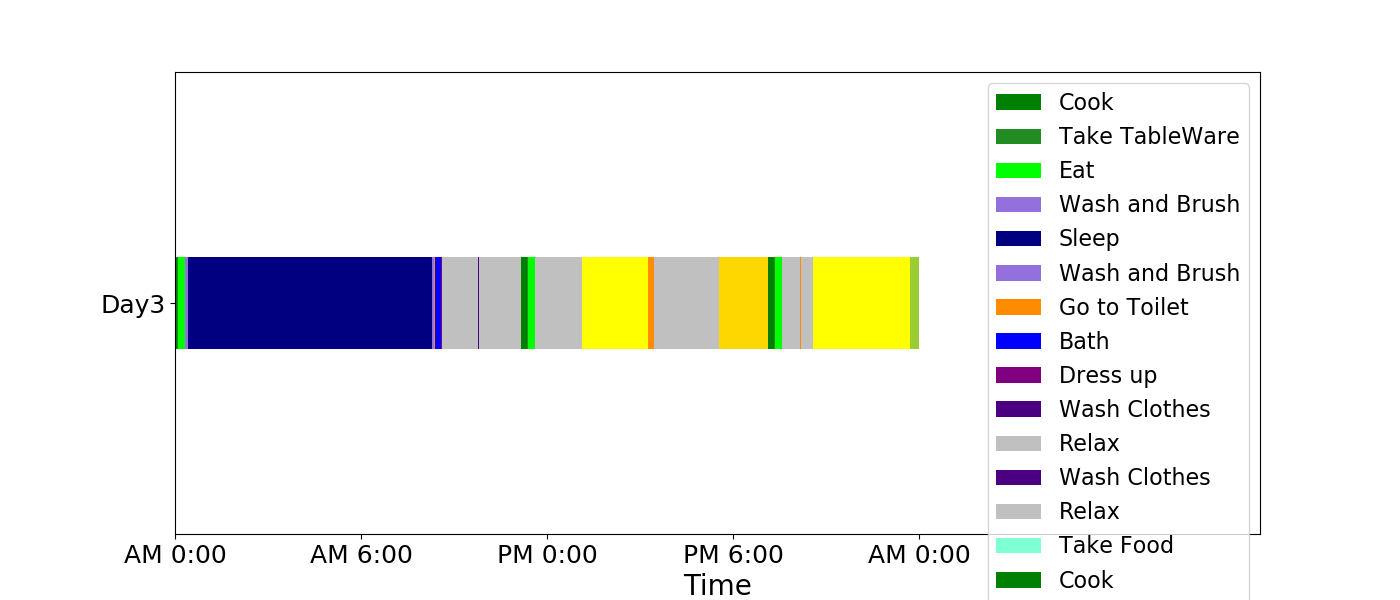 Cook
Take TableWare
Eat
Wash and Brush
Sleep
Wash and Brush
Go to Toilet
Bath
Dress up
Wash Clothes
Relax
Wash Clothes
Relax
Take Food
Cook
Day3
AM 0:00 AM 6:00 PM 0:00 PM 6:00 AM 0:00
Time